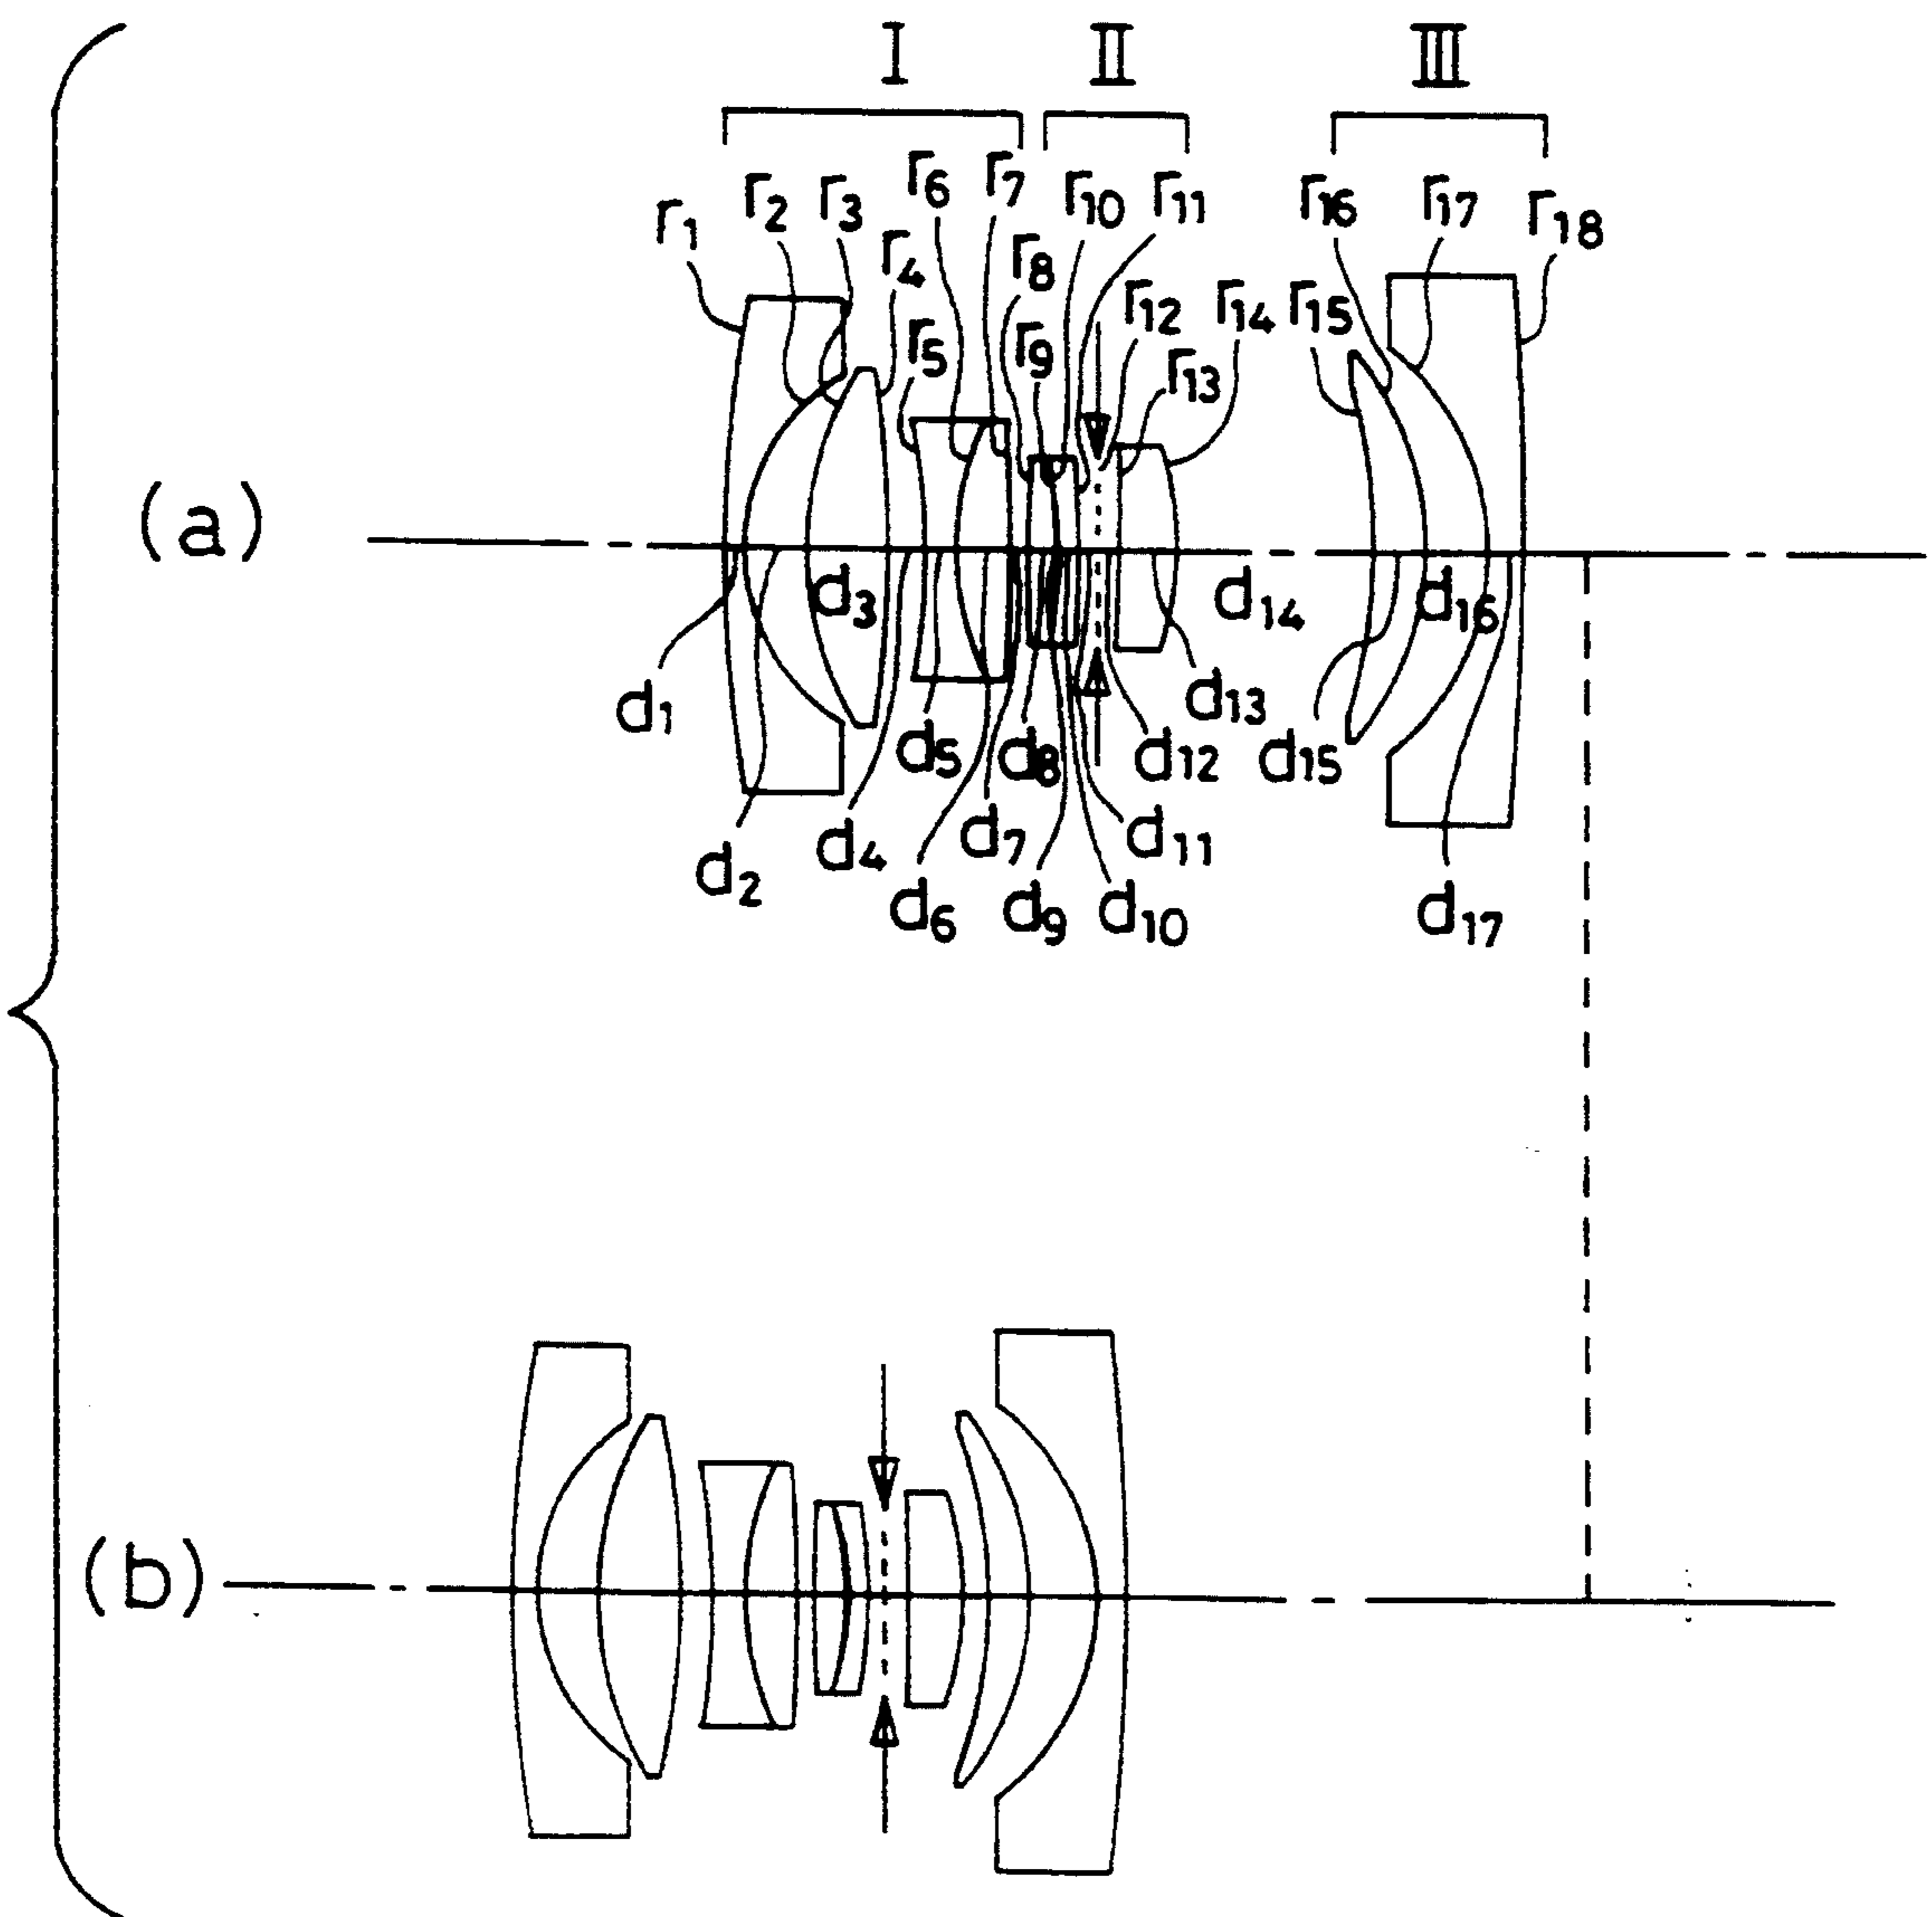 I II III
r6 r7
r2 r3 r10 r11 r16 r17 r18
r1
r4 r8
r12 r14 r15
r5 r9
r13
(a)
d3 d14 d16
d1 d13
d5 d8 d12 d15
d4 d7 d11
d2
d6 d9 d10 d17
(b)